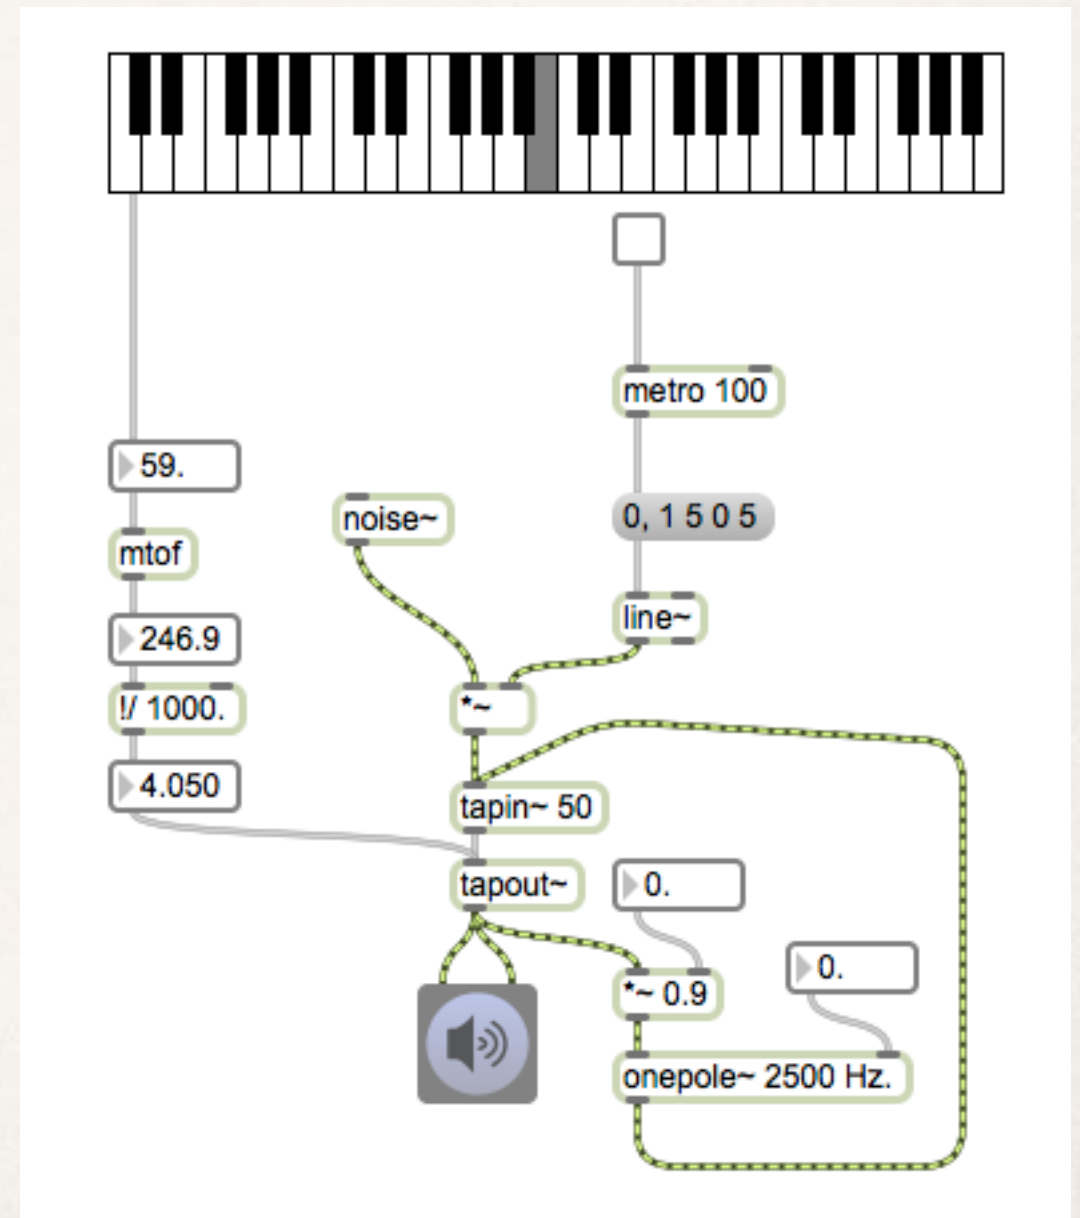 metro 100
59.
noise~
0, 1 5 0 5
mtof
246.9
line~
!/ 1000.
*~
4.050
tapin~ 50
tapout~
0.
*~ 0.9
0.
onepole~ 2500 Hz.